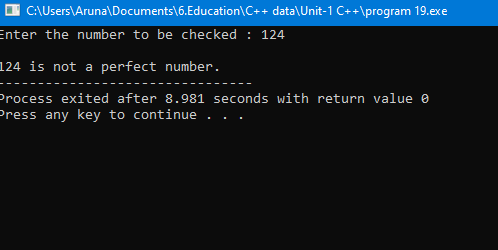 C:\Users\Aruna\Documents\6.Education\C++ data\Unit-1 C++\program 19.exe
Enter the number to be checked : 124
124 is not a perfect number.
--------------------------------
Process exited after 8.981 seconds with return value 0
Press any key to continue . . .